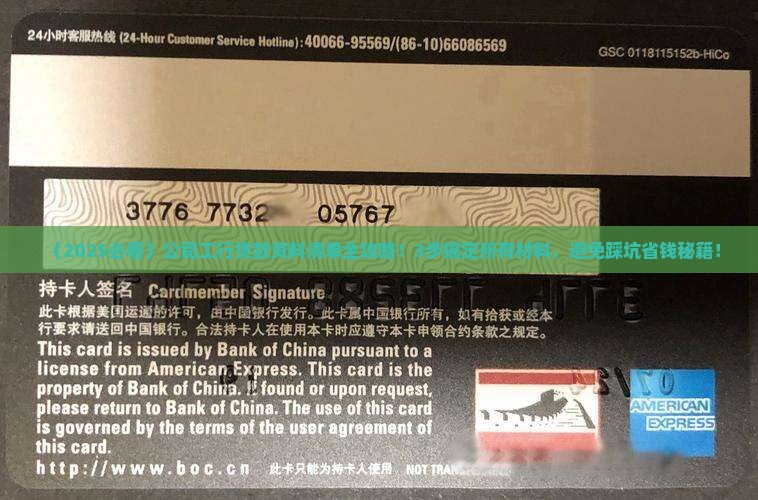 24小时客服热线 (24-Hour Customer Service Hotline): 40066-95569/(86-10)66086569
GSC 0118115152b-HiCo
3776 7732 05767
（2025必看）公司工行贷款资料清单全攻略！3步搞定所有材料，避免踩坑省钱秘籍！
持卡人签名 Cardmember Signature
此卡根据美国运通的许可，由中国银行发行。此卡属中国银行所有，如有拾获或经本
行要求请送回中国银行。合法持卡人在使用本卡时应遵守本卡申领合约条款之规定。
This card is issued by Bank of China pursuant to a
license from American Express. This card is the
property of Bank of China. If found or upon request,
please return to Bank of China. The use of this card
is governed by the terms of the user agreement of
this card.
AMERICAN
EXPRESS
http://www.boc.cn 此卡只能为持卡人使用 NOT